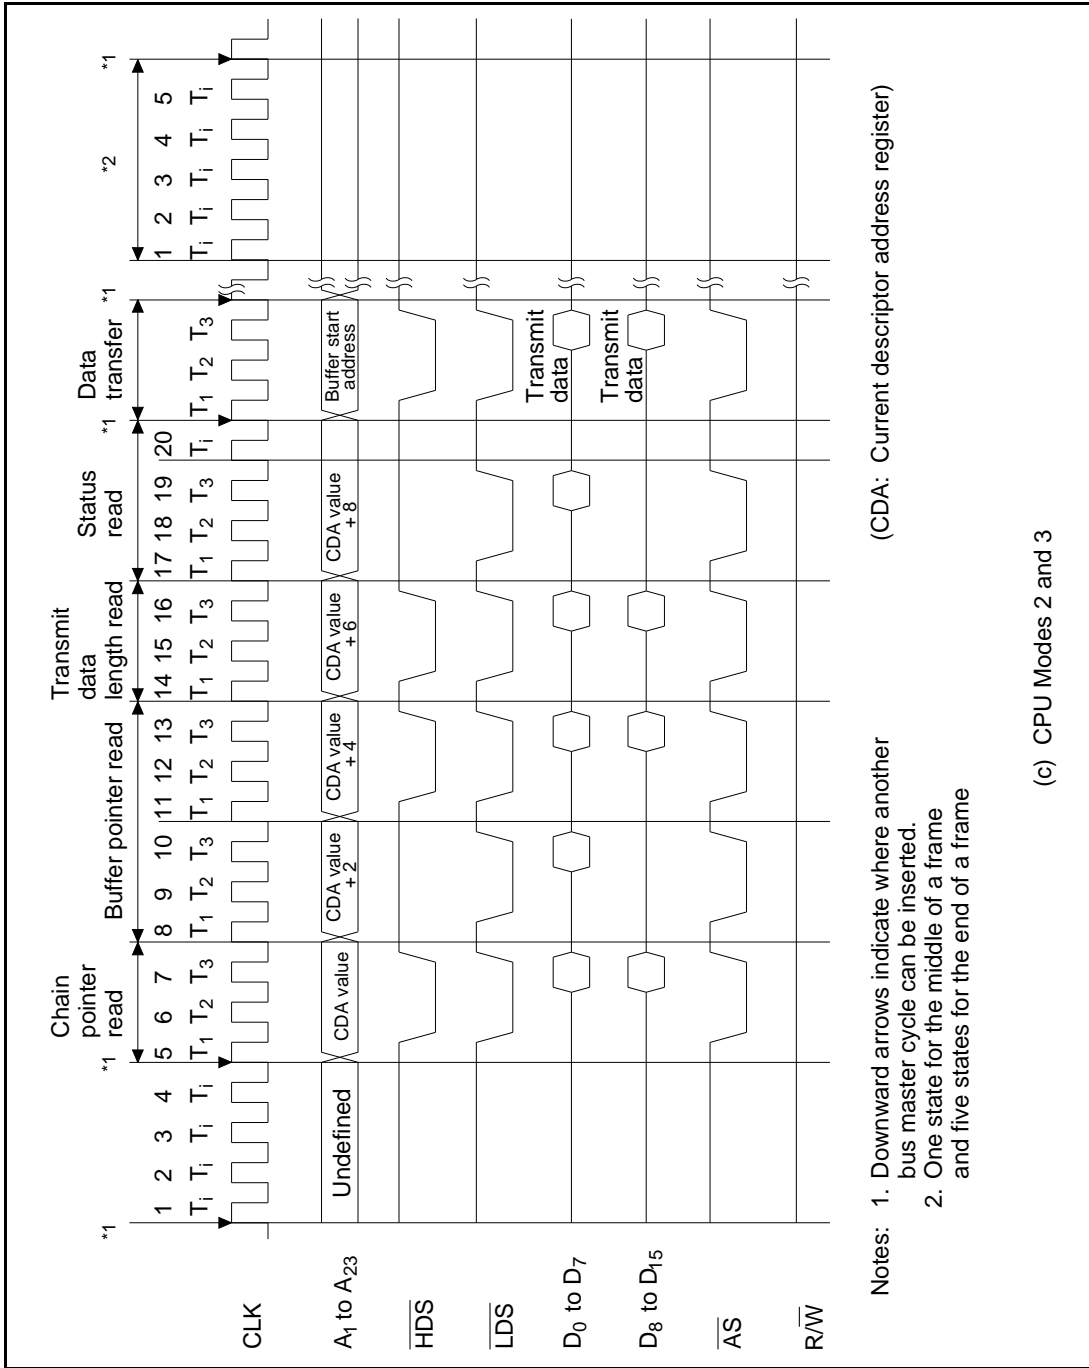 *1
*1
*1
*1
*2
*1
Chain
pointer
read
Buffer pointer read
Transmit
data
length read
Status
read
Data
transfer
1 2 3 4 5 6 7 8 9 10 11 12 13 14 15 16 17 18 19 20 1 2 3 4 5
Ti Ti Ti Ti T1 T2 T3 T1 T2 T3 T1 T2 T3 T1 T2 T3 T1 T2 T3 Ti T1 T2 T3 Ti Ti Ti Ti Ti
CLK
A1 to A23
Undefined
CDA value
CDA value
+ 2
CDA value
+ 4
CDA value
+ 6
CDA value
+ 8
Buffer start
address
HDS
LDS
D0 to D7
Transmit
data
D8 to D15
Transmit
data
AS
R/W
Notes: 1. Downward arrows indicate where another
bus master cycle can be inserted.
2. One state for the middle of a frame
and five states for the end of a frame
(CDA: Current descriptor address register)
(c) CPU Modes 2 and 3